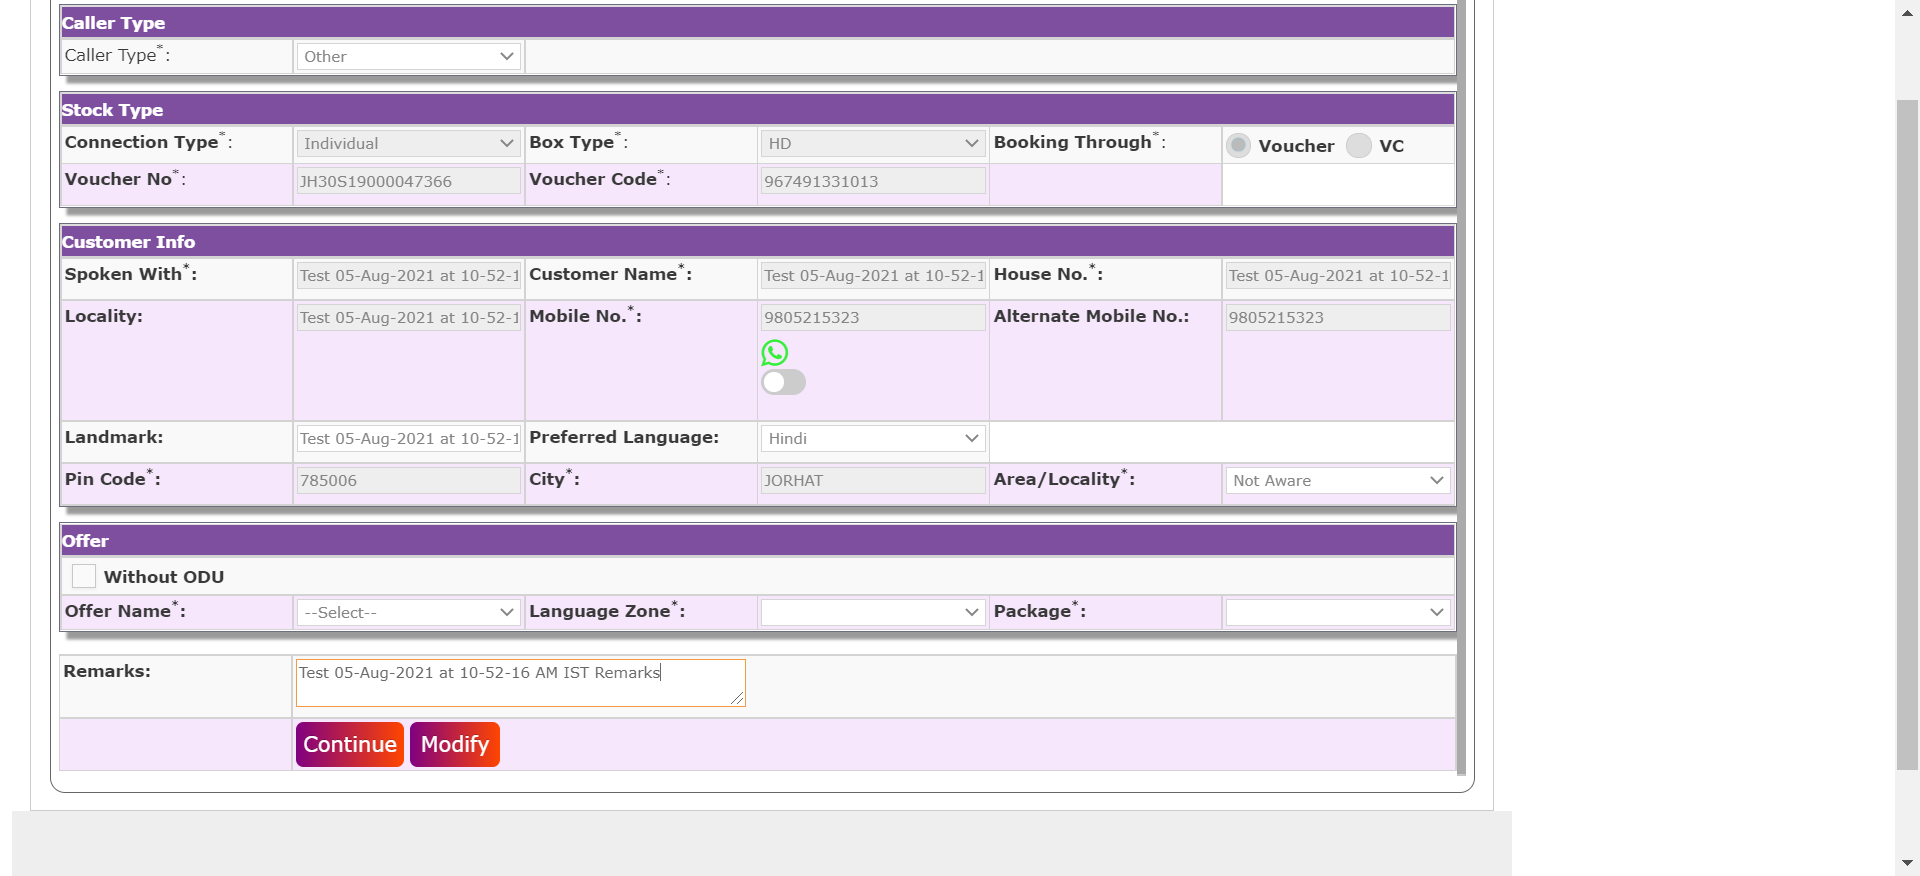 Caller Type
Caller Type*: Other
Stock Type
Connection Type*: Individual Box Type*: HD Booking Through*: Voucher VC
Voucher No*: JH30S19000047366 Voucher Code*: 967491331013
Customer Info
Spoken With*: Test 05-Aug-2021 at 10-52-1 Customer Name*: Test 05-Aug-2021 at 10-52-1 House No.*: Test 05-Aug-2021 at 10-52-1
Locality: Test 05-Aug-2021 at 10-52-1 Mobile No.*: 9805215323 Alternate Mobile No.: 9805215323
Landmark: Test 05-Aug-2021 at 10-52-1 Preferred Language: Hindi
Pin Code*: 785006 City*: JORHAT Area/Locality*: Not Aware
Offer
Without ODU
Offer Name*: --Select-- Language Zone*: Package*:
Remarks: Test 05-Aug-2021 at 10-52-16 AM IST Remarks
Continue Modify